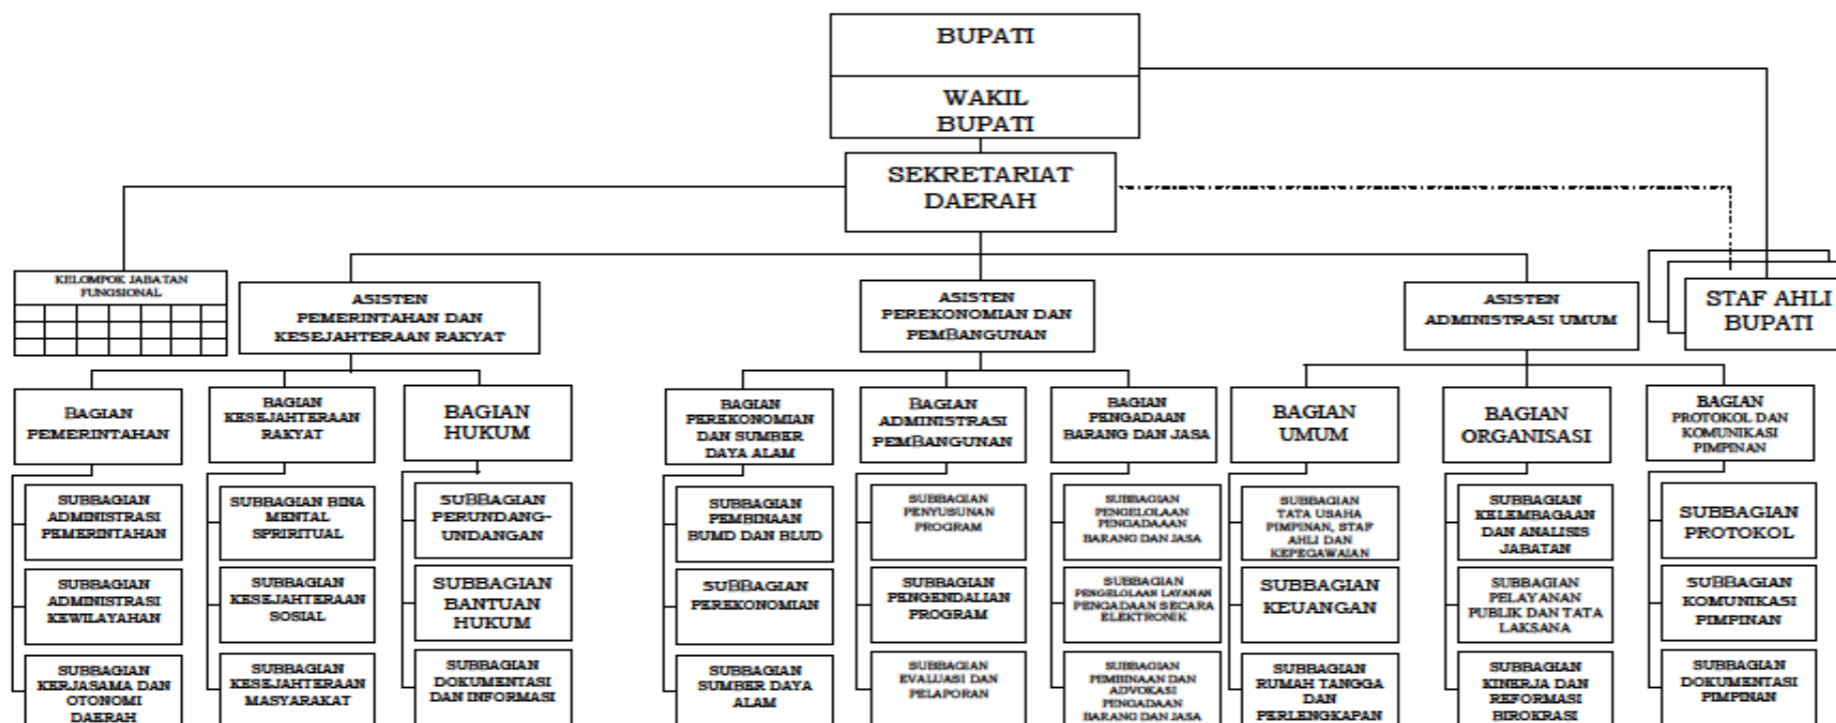 BUPATI
WAKIL
BUPATI
SEKRETARIAT
DAERAH
KELOMPOK JABATAN
FUNGSIONAL
ASISTEN
PEMERINTAHAN DAN
KESEJAHTERAAN RAKYAT
ASISTEN
PEREKONOMIAN DAN
PEMBANGUNAN
ASISTEN
ADMINISTRASI UMUM
STAF AHLI
BUPATI
BAGIAN
PEMERINTAHAN
BAGIAN
KESEJAHTERAAN
RAKYAT
BAGIAN
HUKUM
BAGIAN
PEREKONOMIAN
DAN SUMBER
DAYA ALAM
BAGIAN
ADMINISTRASI
PEMBANGUNAN
BAGIAN
PENGADAAN
BARANG DAN JASA
BAGIAN
UMUM
BAGIAN
ORGANISASI
BAGIAN
PROTOKOL DAN
KOMUNIKASI
PIMPINAN
SUBBAGIAN
ADMINISTRASI
PEMERINTAHAN
SUBBAGIAN BINA
MENTAL
SPRIRITUAL
SUBBAGIAN
PERUNDANG-
UNDANGAN
SUBBAGIAN
PEMBINAAN
BUMD DAN BLUD
SUBBAGIAN
PENYUSUNAN
PROGRAM
SUBBAGIAN
PENGELOLAAN
PENGADAAAN
BARANG DAN JASA
SUBBAGIAN
TATA USAHA
PIMPINAN, STAF
AHLI DAN
KEPEGAWAIAN
SUBBAGIAN
KELEMBAGAAN
DAN ANALISIS
JABATAN
SUBBAGIAN
PROTOKOL
SUBBAGIAN
ADMINISTRASI
KEWILAYAHAN
SUBBAGIAN
KESEJAHTERAAN
SOSIAL
SUBBAGIAN
BANTUAN
HUKUM
SUBBAGIAN
PEREKONOMIAN
SUBBAGIAN
PENGENDALIAN
PROGRAM
SUBBAGIAN
PENGELOLAAN LAYANAN
PENGADAAN SECARA
ELEKTRONIK
SUBBAGIAN
KEUANGAN
SUBBAGIAN
PELAYANAN
PUBLIK DAN TATA
LAKSANA
SUBBAGIAN
KOMUNIKASI
PIMPINAN
SUBBAGIAN
KERJASAMA DAN
OTONOMI
DAERAH
SUBBAGIAN
KESEJAHTERAAN
MASYARAKAT
SUBBAGIAN
DOKUMENTASI
DAN INFORMASI
SUBBAGIAN
SUMBER DAYA
ALAM
SUBBAGIAN
EVALUASI DAN
PELAPORAN
SUBBAGIAN
PEMBINAAN DAN
ADVOKASI
PENGADAAN
BARANG DAN JASA
SUBBAGIAN
RUMAH TANGGA
DAN
PERLENGKAPAN
SUBBAGIAN
KINERJA DAN
REFORMASI
BIROKRASI
SUBBAGIAN
DOKUMENTASI
PIMPINAN